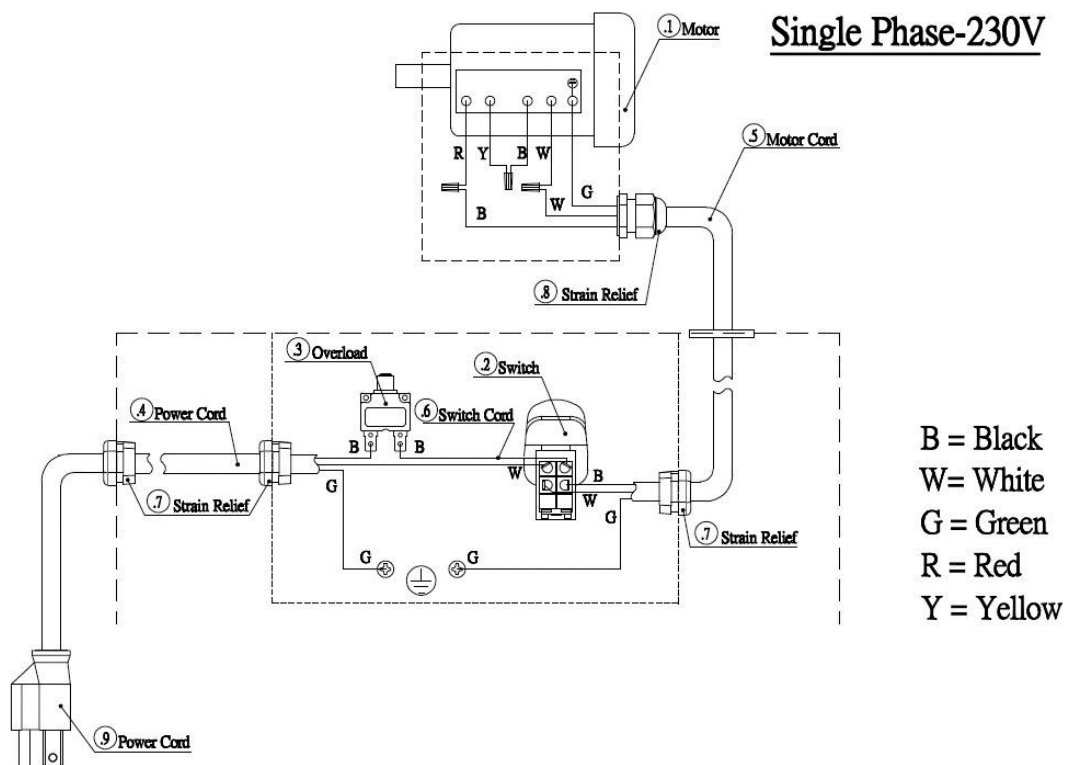 Single Phase-230V
.1 Motor
.5 Motor Cord
R Y B W
G
W
B
.8 Strain Relief
.3 Overload
.2 Switch
.4 Power Cord
.6 Switch Cord
B B
W B
W
G G
.7 Strain Relief
.7 Strain Relief
G G
.9 Power Cord
B = Black
W= White
G = Green
R = Red
Y = Yellow